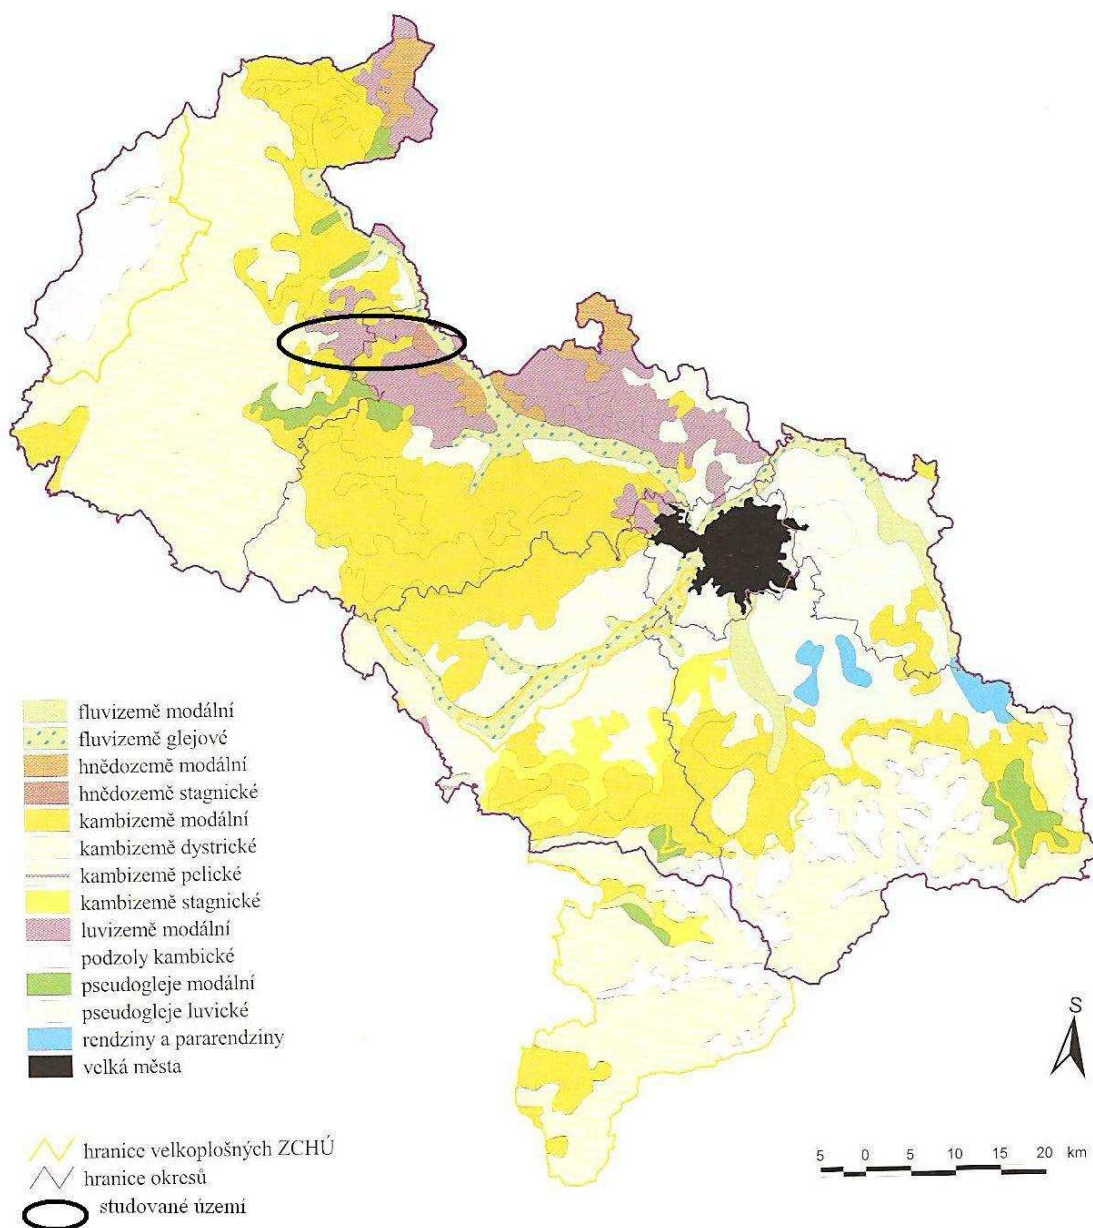 fluvizemě modální
fluvizemě glejové
hnědozemě modální
hnědozemě stagnické
kambizemě modální
kambizemě dystrické
kambizemě pelické
kambizemě stagnické
luvizemě modální
podzoly kambické
pseudogleje modální
pseudogleje luvické
rendziny a pararendziny
velká města
hranice velkoplošných ZCHÚ
hranice okresů
studované území
S
5 0 5 10 15 20 km